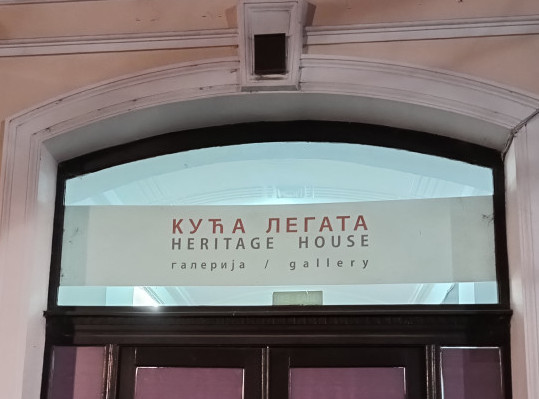 КУЋА ЛЕГАТА
HERITAGE HOUSE
галерија / gallery